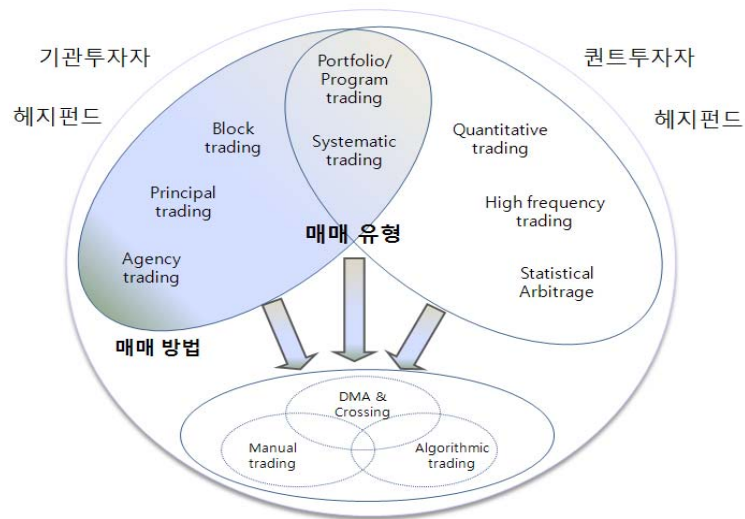 기관투자자
헤지펀드
퀀트투자자
헤지펀드
Portfolio/
Program
trading
Systematic
trading
Block
trading
Principal
trading
Agency
trading
Quantitative
trading
High frequency
trading
Statistical
Arbitrage
매매 유형
매매 방법
DMA &
Crossing
Manual
trading
Algorithmic
trading